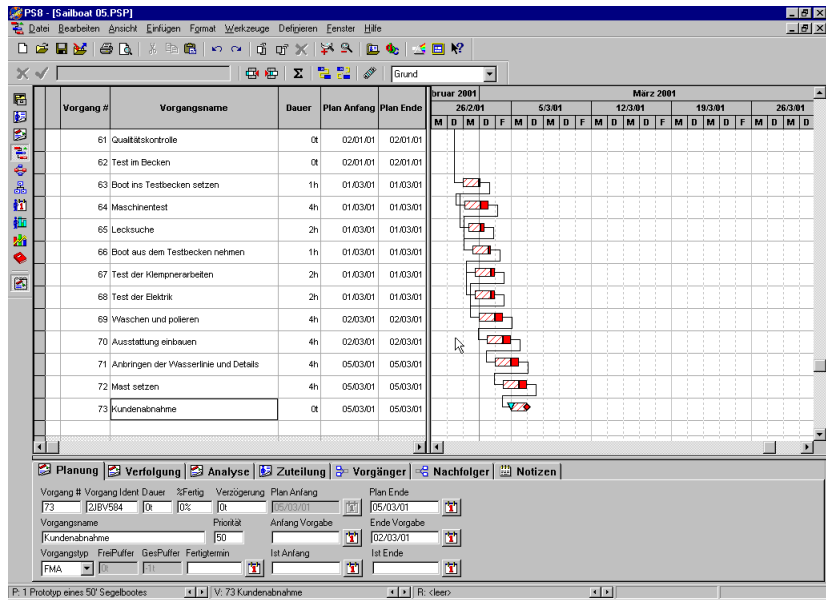 PS8 - [Sailboat 05.PSP]
Datei Bearbeiten Ansicht Einfügen Format Werkzeuge Definieren Fenster Hilfe
Grund
Vorgang # Vorgangsname Dauer Plan Anfang Plan Ende
bruar 2001 März 2001
26/2/01 5/3/01 12/3/01 19/3/01 26/3/01
M D M D F M D M D F M D M D F M D M D F M D M D
61 Qualitätskontrolle 0t 02/01/01 02/01/01
62 Test im Becken 0t 02/01/01 02/01/01
63 Boot ins Testbecken setzen 1h 01/03/01 01/03/01
64 Maschinentest 4h 01/03/01 01/03/01
65 Lecksuche 2h 01/03/01 01/03/01
66 Boot aus dem Testbecken nehmen 1h 01/03/01 01/03/01
67 Test der Klempnerarbeiten 2h 01/03/01 01/03/01
68 Test der Elektrik 2h 01/03/01 01/03/01
69 Waschen und polieren 4h 02/03/01 02/03/01
70 Ausstattung einbauen 4h 02/03/01 02/03/01
71 Anbringen der Wasserlinie und Details 4h 05/03/01 05/03/01
72 Mast setzen 4h 05/03/01 05/03/01
73 Kundenabnahme 0t 05/03/01 05/03/01
Planung Verfolgung Analyse Zuteilung Vorgänger Nachfolger Notizen
Vorgang # Vorgang Ident Dauer %Fertig Verzögerung Plan Anfang Plan Ende
73 2JBV584 0t 0% 0t 05/03/01 05/03/01
Vorgangsname Priorität Anfang Vorgabe Ende Vorgabe
Kundenabnahme 50 02/03/01
Vorgangstyp FreiPuffer GesPuffer Fertigtermin Ist Anfang Ist Ende
FMA 0t -1t
P: 1 Prototyp eines 50' Segelbootes V: 73 Kundenabnahme R: <leer>